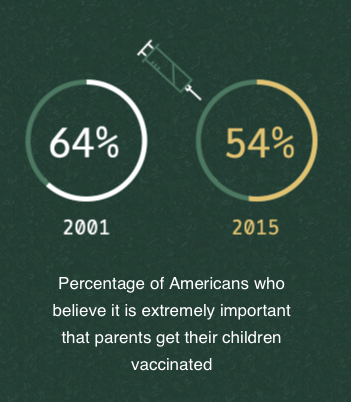 64% 54%
2001 2015
Percentage of Americans who
believe it is extremely important
that parents get their children
vaccinated